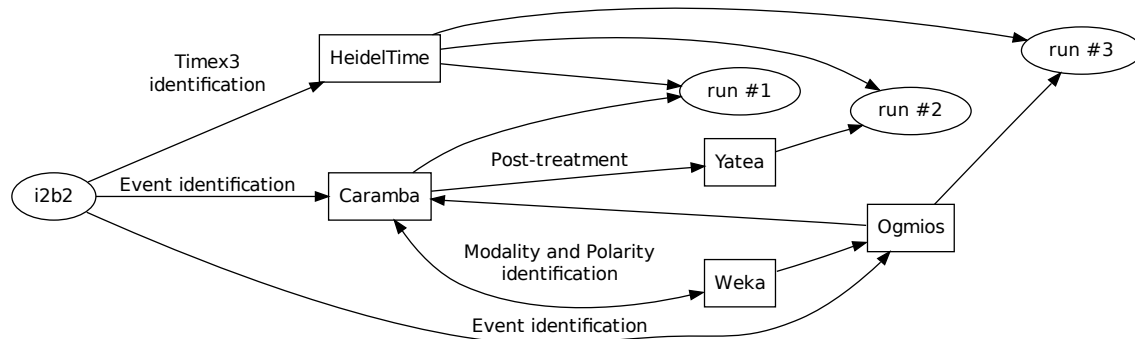 Timex3
identification
HeidelTime
run #3
run #1
run #2
Post-treatment
Yatea
i2b2
Event identification
Caramba
Ogmios
Modality and Polarity
identification
Weka
Event identification